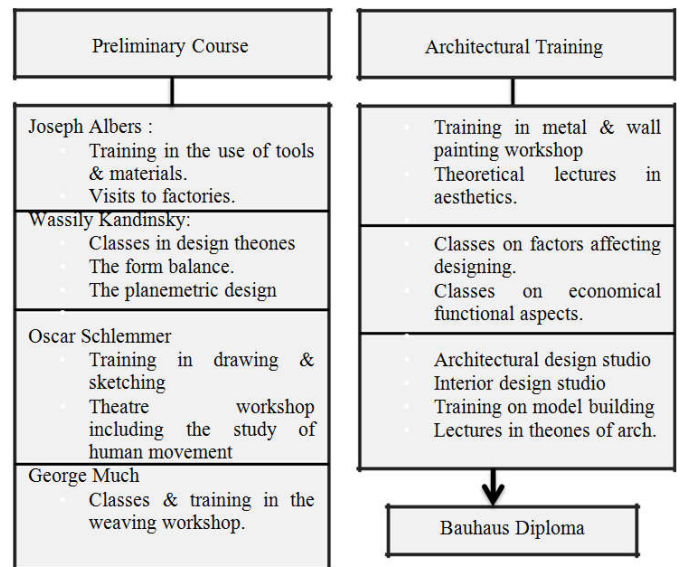 Preliminary Course
Joseph Albers :
Training in the use of tools
& materials.
Visits to factories.
Wassily Kandinsky:
Classes in design theones
The form balance.
The planemetric design
Oscar Schlemmer
Training in drawing &
sketching
Theatre workshop
including the study of
human movement
George Much
Classes & training in the
weaving workshop.
Architectural Training
Training in metal & wall
painting workshop
Theoretical lectures in
aesthetics.
Classes on factors affecting
designing.
Classes on economical
functional aspects.
Architectural design studio
Interior design studio
Training on model building
Lectures in theones of arch.
Bauhaus Diploma